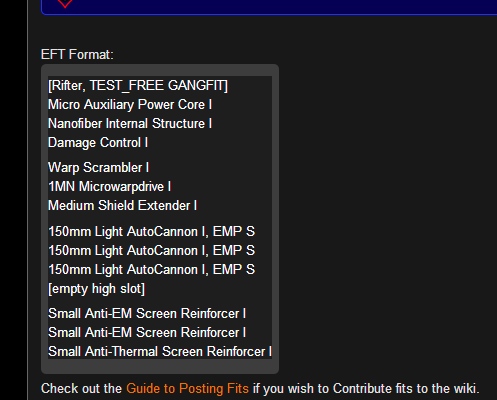 EFT Format:
[Rifter, TEST_FREE GANGFIT]
Micro Auxiliary Power Core I
Nanofiber Internal Structure I
Damage Control I
Warp Scrambler I
1MN Microwarpdrive I
Medium Shield Extender I
150mm Light AutoCannon I, EMP S
150mm Light AutoCannon I, EMP S
150mm Light AutoCannon I, EMP S
[empty high slot]
Small Anti-EM Screen Reinforcer I
Small Anti-EM Screen Reinforcer I
Small Anti-Thermal Screen Reinforcer I
Check out the Guide to Posting Fits if you wish to Contribute fits to the wiki.